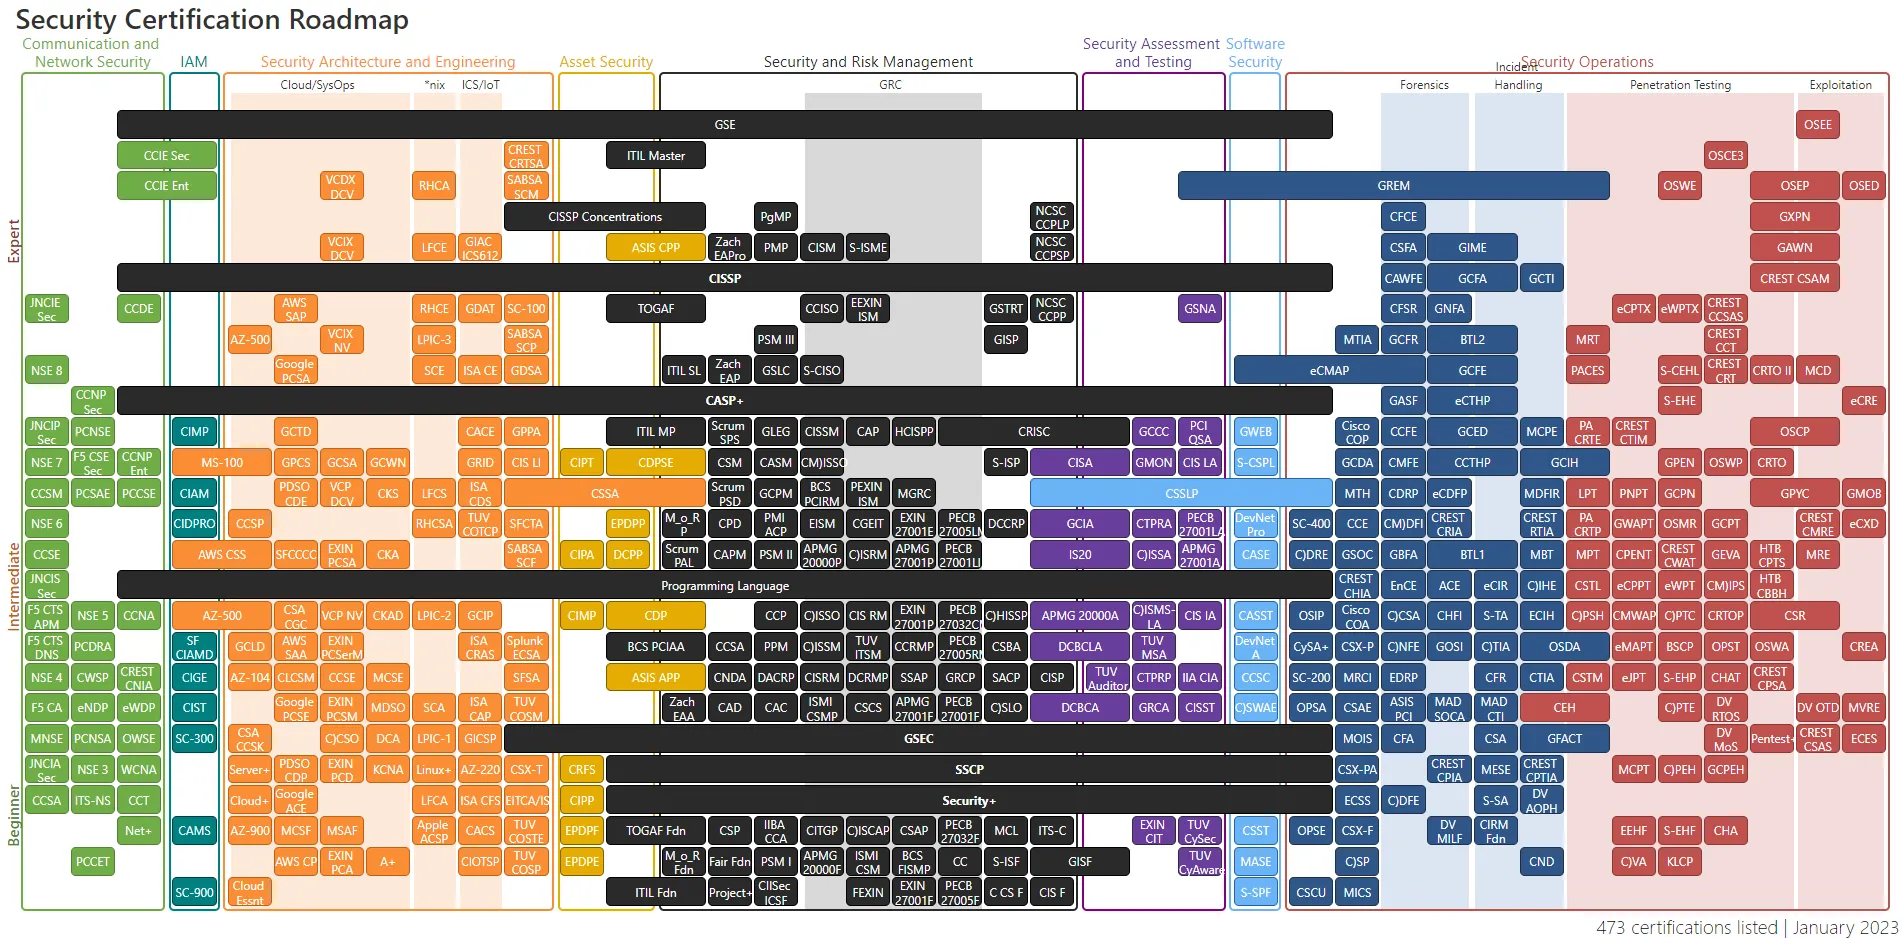 Security Certification Roadmap
Communication and
Network Security
IAM
Security Architecture and Engineering
Asset Security
Security and Risk Management
Security Assessment
and Testing
Software
Security
Security Operations
Cloud/SysOps
*nix
ICS/IoT
GRC
Forensics
Incident
Handling
Penetration Testing
Exploitation
Expert
Intermediate
Beginner
GSE
OSEE
CCIE Sec
CREST
CRTSA
ITIL Master
OSCE3
CCIE Ent
VCDX
DCV
RHCA
SABSA
SCM
GREM
OSWE
OSEP
OSED
CISSP Concentrations
PgMP
NCSC
CCPLP
CFCE
GXPN
VCIX
DCV
LFCE
GIAC
ICS612
ASIS CPP
Zach
EAPro
PMP
CISM
S-ISME
NCSC
CCPSP
CSFA
GIME
GAWN
CISSP
CAWFE
GCFA
GCTI
CREST CSAM
JNCIE
Sec
CCDE
AWS
SAP
RHCE
GDAT
SC-100
TOGAF
CCISO
EEXIN
ISM
GSTRT
NCSC
CCPP
GSNA
CFSR
GNFA
eCPTX
eWPTX
CREST
CCSAS
AZ-500
VCIX
NV
LPIC-3
SABSA
SCP
PSM III
GISP
MTIA
GCFR
BTL2
MRT
CREST
CCT
NSE 8
Google
PCSA
SCE
ISA CE
GDSA
ITIL SL
Zach
EAP
GSLC
S-CISO
eCMAP
GCFE
PACES
S-CEHL
CREST
CRT
CRTO II
MCD
CCNP
Sec
CASP+
GASF
eCTHP
S-EHE
eCRE
JNCIP
Sec
PCNSE
CIMP
GCTD
CACE
GPPA
ITIL MP
Scrum
SPS
GLEG
CISSM
CAP
HCISPP
CRISC
GCCC
PCI
QSA
GWEB
Cisco
COP
CCFE
GCED
MCPE
PA
CRTE
CREST
CTIM
OSCP
NSE 7
F5 CSE
Sec
CCNP
Ent
MS-100
GPCS
GCSA
GCWN
GRID
CIS LI
CIPT
CDPSE
CSM
CASM
CM)ISSO
S-ISP
CISA
GMON
CIS LA
S-CSPL
GCDA
CMFE
CCTHP
GCIH
GPEN
OSWP
CRTO
CCSM
PCSAE
PCCSE
CIAM
PDSO
CDE
VCP
DCV
CKS
LFCS
ISA
CDS
CSSA
Scrum
PSD
GCPM
BCS
PCIRM
PEXIN
ISM
MGRC
CSSLP
MTH
CDRP
eCDFP
MDFIR
LPT
PNPT
GCPN
GPYC
GMOB
NSE 6
CIDPRO
CCSP
RHCSA
TUV
COTCP
SFCTA
EPDPP
M_o_R
P
CPD
PMI
ACP
EISM
CGEIT
EXIN
27001E
PECB
27005LM
DCCRP
GCIA
CTPRA
PECB
27001LA
DevNet
Pro
SC-400
CCE
CM)DFI
CREST
CRIA
CREST
RTIA
PA
CRTP
GWAPT
OSMR
GCPT
CREST
CMRE
eCXD
CCSE
AWS CSS
SFCCCC
EXIN
PCSA
CKA
SABSA
SCF
CIPA
DCPP
Scrum
PAL
CAPM
PSM II
APMG
20000P
C)ISRM
APMG
27001P
PECB
27001LI
IS20
C)ISSA
APMG
27001A
CASE
C)DRE
GSOC
GBFA
BTL1
MBT
MPT
CPENT
CREST
CWAT
GEVA
HTB
CPTS
MRE
JNCIS
Sec
Programming Language
CREST
CHIA
EnCE
ACE
eCIR
C)IHE
CSTL
eCPPT
eWPT
CM)IPS
HTB
CBBH
F5 CTS
APM
NSE 5
CCNA
AZ-500
CSA
CGC
VCP NV
CKAD
LPIC-2
GCIP
CIMP
CDP
CCP
C)ISSO
CIS RM
EXIN
27001P
PECB
27032C
C)HISSP
APMG 20000A
C)ISMS-
LA
CIS IA
CASST
OSIP
Cisco
COA
C)CSA
CHFI
S-TA
ECIH
C)PSH
CMWAP
C)PTC
CRTOP
CSR
F5 CTS
DNS
PCDRA
SF
CIAMD
GCLD
AWS
SAA
EXIN
PCSerM
ISA
CRAS
Splunk
ECSA
BCS PCIAA
CCSA
PPM
C)ISSM
TUV
ITSM
CCRMP
PECB
27005RM
CSBA
DCBCLA
TUV
MSA
DevNet
A
CySA+
CSX-P
C)NFE
GOSI
C)TIA
OSDA
eMAPT
BSCP
OPST
OSWA
CREA
NSE 4
CWSP
CREST
CNIA
CIGE
AZ-104
CLCSM
CCSE
MCSE
SFSA
ASIS APP
CNDA
DACRP
CISRM
DCRMP
SSAP
GRCP
SACP
CISP
TUV
Auditor
CTPRP
IIA CIA
CCSC
SC-200
MRCI
EDRP
CFR
CTIA
CSTM
eJPT
S-EHP
CHAT
CREST
CPSA
F5 CA
eNDP
eWDP
CIST
Google
PCSE
EXIN
PCSM
MDSO
SCA
ISA
CAP
TUV
COSM
Zach
EAA
CAD
CAC
ISMI
CSMP
CSCS
APMG
27001F
PECB
27001F
C)SLO
DCBCA
GRCA
CISST
C)SWAE
OPSA
CSAE
ASIS
PCI
MAD
SOCA
MAD
CTI
CEH
C)PTE
DV
RTOS
DV OTD
MVRE
MNSE
PCNSA
OWSE
SC-300
CSA
CCSK
C)CSO
DCA
LPIC-1
GICSP
GSEC
MOIS
CFA
CSA
GFACT
DV
MoS
Pentest+
CREST
CSAS
ECES
JNCIA
Sec
NSE 3
WCNA
Server+
PDSO
CDP
EXIN
PCD
KCNA
Linux+
AZ-220
CSX-T
CRFS
SSCP
CSX-PA
CREST
CPIA
MESE
CREST
CPTIA
MCPT
C)PEH
GCPEH
CCSA
ITS-NS
CCT
Cloud+
Google
ACE
LFCA
ISA CFS
EITCA/IS
CIPP
Security+
ECSS
C)DFE
S-SA
DV
AOPH
Net+
CAMS
AZ-900
MCSF
MSAF
Apple
ACSP
CACS
TUV
COSTE
EPDPF
TOGAF Fdn
CSP
IIBA
CCA
CITGP
C)ISCAP
CSAP
PECB
27032F
MCL
ITS-C
EXIN
CIT
TUV
CySec
CSST
OPSE
CSX-F
DV
MILF
CIRM
Fdn
EEHF
S-EHF
CHA
PCCET
AWS CP
EXIN
PCA
A+
CIOTSP
TUV
COSP
EPDPE
M_o_R
Fdn
Fair Fdn
PSM I
APMG
20000F
ISMI
CSM
BCS
FISMP
CC
S-ISF
GISF
TUV
CyAware
MASE
C)SP
CND
C)VA
KLCP
SC-900
Cloud
Essnt
ITIL Fdn
Project+
CIISec
ICSF
FEXIN
EXIN
27001F
PECB
27005F
C CS F
CIS F
S-SPF
CSCU
MICS
473 certifications listed | January 2023